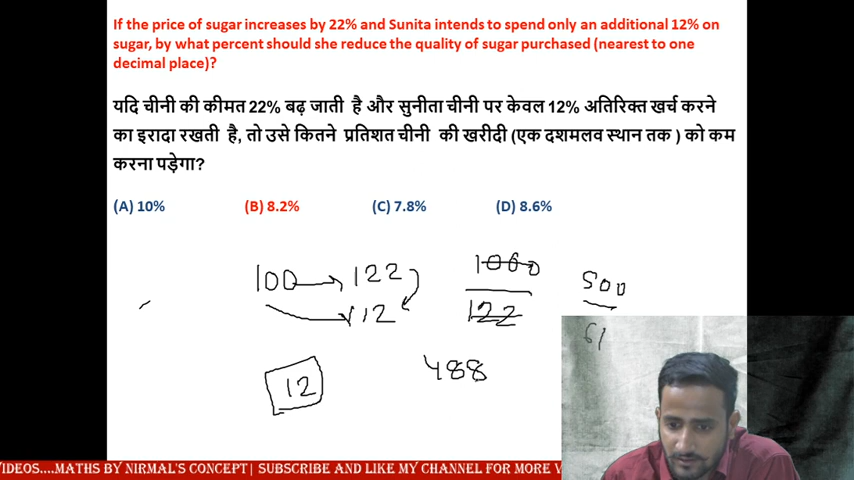 If the price of sugar increases by 22% and Sunita intends to spend only an additional 12% on
sugar, by what percent should she reduce the quality of sugar purchased (nearest to one
decimal place)?
यदि चीनी की कीमत 22% बढ़ जाती है और सुनीता चीनी पर केवल 12% अतिरिक्त खर्च करने
का इरादा रखती है, तो उसे कितने प्रतिशत चीनी की खरीदी (एक दशमलव स्थान तक ) को कम
करना पड़ेगा?
(A) 10% (B) 8.2% (C) 7.8% (D) 8.6%
100 122 1000 500
112 122 61
12 488
VIDEOS....MATHS BY NIRMAL'S CONCEPT| SUBSCRIBE AND LIKE MY CHANNEL FOR MORE V